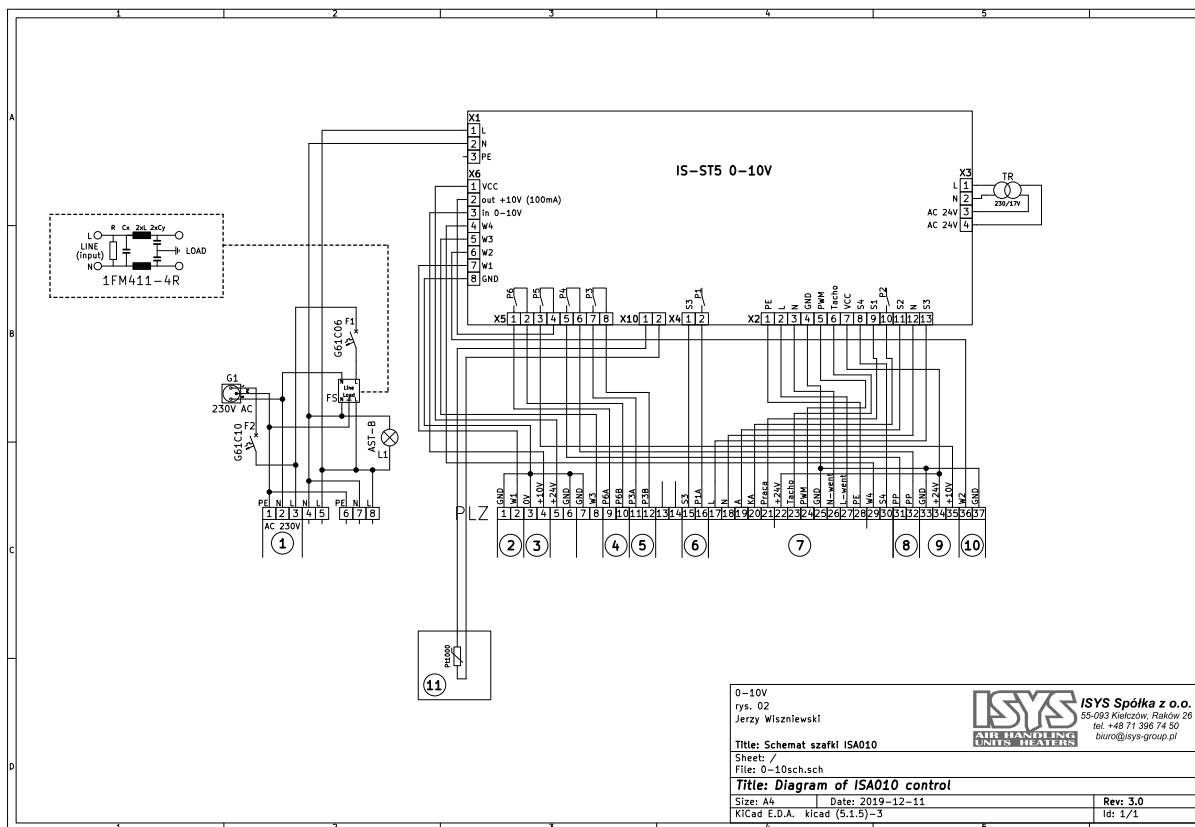 1 2 3 4 5
A
B
C
D
X1
1 L
2 N
3 PE
X6
1 VCC
2 out +10V (100mA)
3 in 0-10V
4 W4
5 W3
6 W2
7 W1
8 GND
IS-ST5 0-10V
X3
L 1
N 2
AC 24V 3
AC 24V 4
TR
230/17V
R Cx 2xL 2xCy
L
LINE
(input)
N
LOAD
1FM411-4R
P6 P5 P4 P3
X5 1 2 3 4 5 6 7 8
X10 1 2
S3 P1
X4 1 2
PE L N GND PWM Tacho VCC S4 S1 P2 S2 N S3
X2 1 2 3 4 5 6 7 8 9 10 11 12 13
F1
G61C06
N L
Line
Load
N L
FS
G1
230V AC
F2
G61C10
AST-B
L1
PE N L N L
1 2 3 4 5
AC 230V
1
PE N L
6 7 8
PLZ
GND W1 0V +10V +24V GND GND W3 P6A P6B P3A P3B S3 P1A L N A KA Praca +24V Tacho PWM GND N-went L-went PE W4 S4 PP PP GND +24V +10V W2 GND
1 2 3 4 5 6 7 8 9 10 11 12 13 14 15 16 17 18 19 20 21 22 23 24 25 26 27 28 29 30 31 32 33 34 35 36 37
2 3 4 5 6 7 8 9 10
Pt1000
11
0-10V
rys. 02
Jerzy Wiszniewski
Title: Schemat szafki ISA010
ISYS
AIR HANDLING
UNITS HEATERS
ISYS Spółka z o.o.
55-093 Kiełczów, Raków 26
tel. +48 71 396 74 50
biuro@isys-group.pl
Sheet: /
File: 0-10sch.sch
Title: Diagram of ISA010 control
Size: A4 Date: 2019-12-11 Rev: 3.0
KiCad E.D.A. kicad (5.1.5)-3 Id: 1/1
1 2 3 4 5